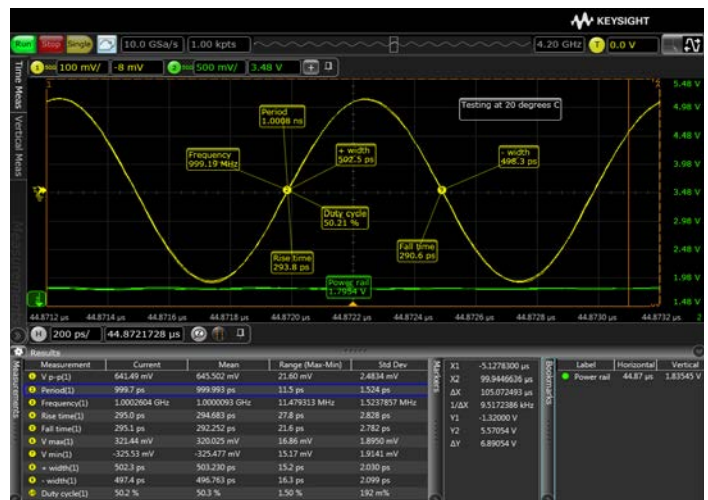 KEYSIGHT
Run Stop Single 10.0 GSa/s 1.00 kpts 4.20 GHz T 0.0 V
1 50Ω 100 mV/ -8 mV 2 50Ω 500 mV/ 3.48 V
Time Meas
Vertical Meas
Measurements
1
2
5.48 V
4.98 V
4.48 V
3.98 V
3.48 V
2.98 V
2.48 V
1.98 V
1.48 V
Testing at 20 degrees C
Period
1.0008 ns
Frequency
999.19 MHz
+ width
502.5 ps
- width
498.3 ps
Duty cycle
50.21 %
Rise time
293.8 ps
Fall time
290.6 ps
Power rail
1.7954 V
44.8712 µs 44.8714 µs 44.8716 µs 44.8718 µs 44.8720 µs 44.8722 µs 44.8724 µs 44.8726 µs 44.8728 µs 44.8730 µs 44.8732 µs 2
H 200 ps/ 44.8721728 µs
Results
Measurements
Measurement Current Mean Range (Max-Min) Std Dev
V p-p(1) 641.49 mV 645.502 mV 21.60 mV 2.4834 mV
Period(1) 999.7 ps 999.993 ps 11.5 ps 1.524 ps
Frequency(1) 1.0002604 GHz 1.0000093 GHz 11.479313 MHz 1.5237857 MHz
Rise time(1) 295.0 ps 294.683 ps 27.8 ps 2.828 ps
Fall time(1) 295.1 ps 292.252 ps 21.6 ps 2.782 ps
V max(1) 321.44 mV 320.025 mV 16.86 mV 1.8950 mV
V min(1) -325.53 mV -325.477 mV 15.17 mV 1.9141 mV
+ width(1) 502.3 ps 503.230 ps 15.2 ps 2.030 ps
- width(1) 497.4 ps 496.763 ps 16.3 ps 2.099 ps
Duty cycle(1) 50.2 % 50.3 % 1.50 % 192 m%
Markers
X1 -5.1278300 µs
X2 99.9446636 µs
ΔX 105.072493 µs
1/ΔX 9.5172386 kHz
Y1 -1.32000 V
Y2 5.57054 V
ΔY 6.89054 V
Bookmarks
Label Horizontal Vertical
Power rail 44.87 µs 1.83545 V